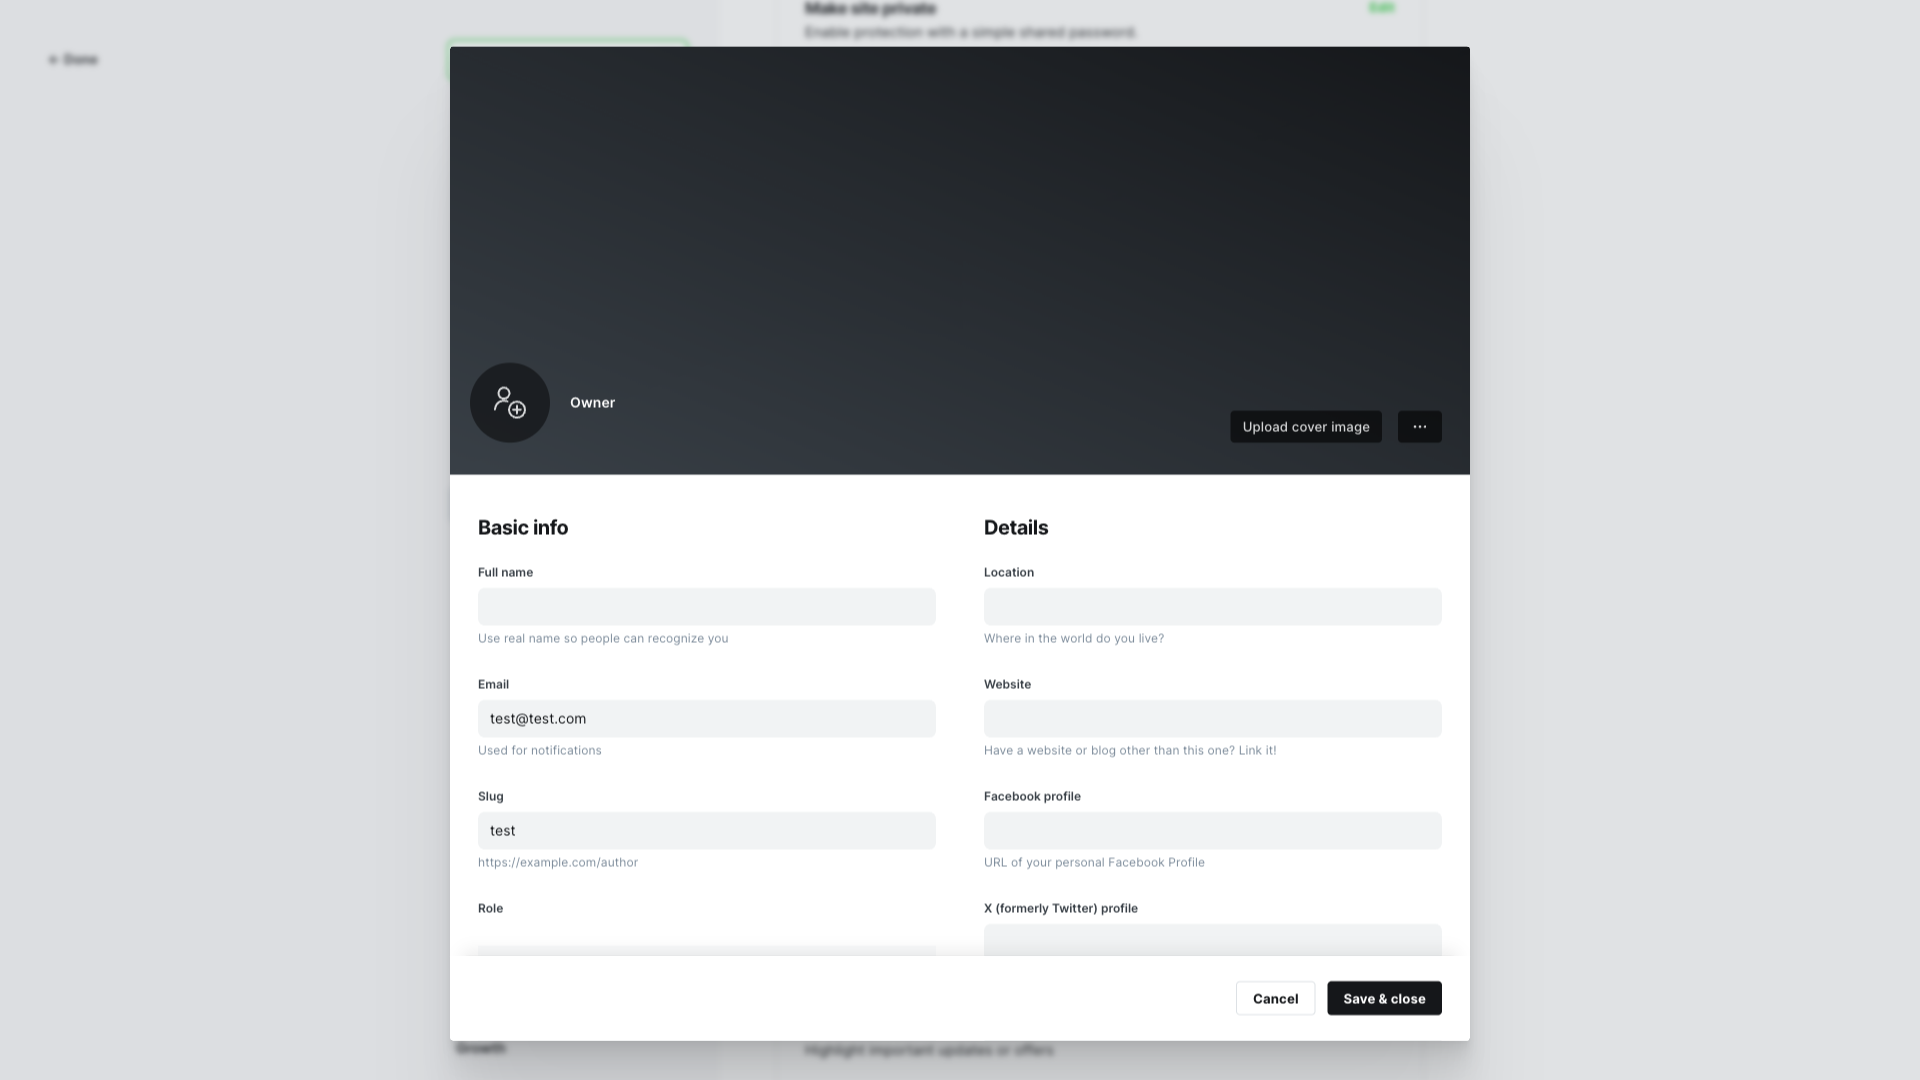 Make site private
Edit
Enable protection with a simple shared password.
← Done
Owner
Upload cover image
Basic info
Details
Full name
Location
Use real name so people can recognize you
Where in the world do you live?
Email
Website
test@test.com
Used for notifications
Have a website or blog other than this one? Link it!
Slug
Facebook profile
test
https://example.com/author
URL of your personal Facebook Profile
Role
X (formerly Twitter) profile
Cancel
Save & close
Growth
Highlight important updates or offers